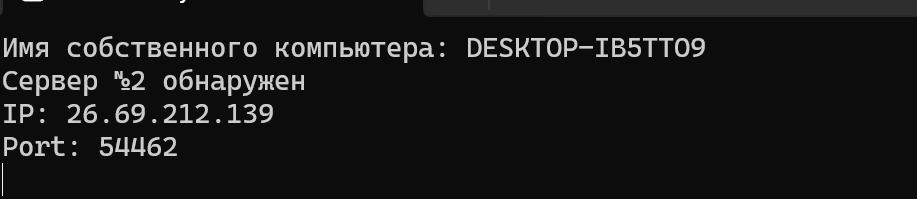 Имя собственного компьютера: DESKTOP-IB5TTO9
Сервер №2 обнаружен
IP: 26.69.212.139
Port: 54462